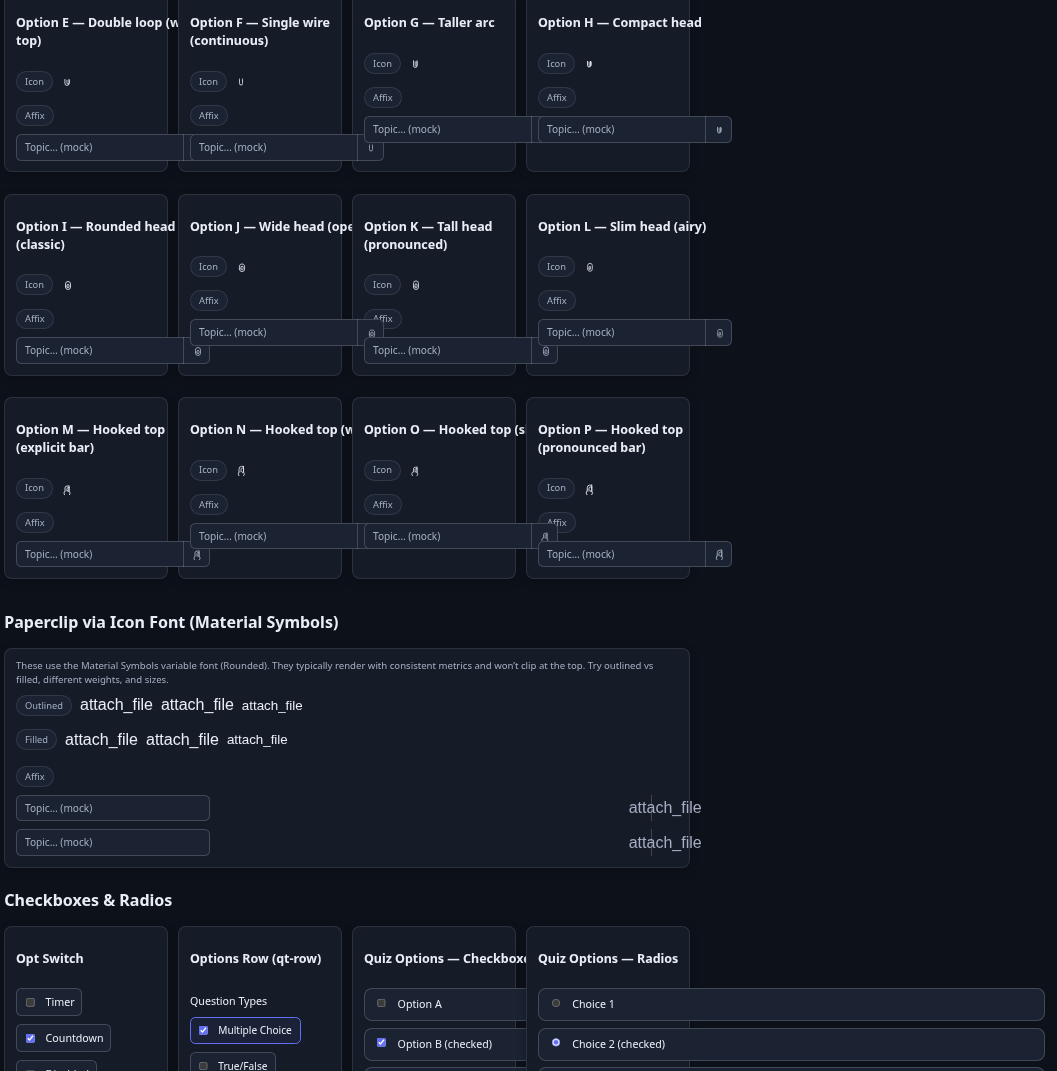 Option E — Double loop (w
top)
Icon
Affix
Topic... (mock)
Option F — Single wire
(continuous)
Icon
Affix
Topic... (mock)
Option G — Taller arc
Icon
Affix
Topic... (mock)
Option H — Compact head
Icon
Affix
Topic... (mock)
Option I — Rounded head
(classic)
Icon
Affix
Topic... (mock)
Option J — Wide head (ope
Icon
Affix
Topic... (mock)
Option K — Tall head
(pronounced)
Icon
Affix
Topic... (mock)
Option L — Slim head (airy)
Icon
Affix
Topic... (mock)
Option M — Hooked top
(explicit bar)
Icon
Affix
Topic... (mock)
Option N — Hooked top (w
Icon
Affix
Topic... (mock)
Option O — Hooked top (s
Icon
Affix
Topic... (mock)
Option P — Hooked top
(pronounced bar)
Icon
Affix
Topic... (mock)
Paperclip via Icon Font (Material Symbols)
These use the Material Symbols variable font (Rounded). They typically render with consistent metrics and won't clip at the top. Try outlined vs
filled, different weights, and sizes.
Outlined attach_file attach_file attach_file
Filled attach_file attach_file attach_file
Affix
Topic... (mock) attach_file
Topic... (mock) attach_file
Checkboxes & Radios
Opt Switch
Timer
Countdown
Options Row (qt-row)
Question Types
Multiple Choice
True/False
Quiz Options — Checkboxe
Option A
Option B (checked)
Quiz Options — Radios
Choice 1
Choice 2 (checked)